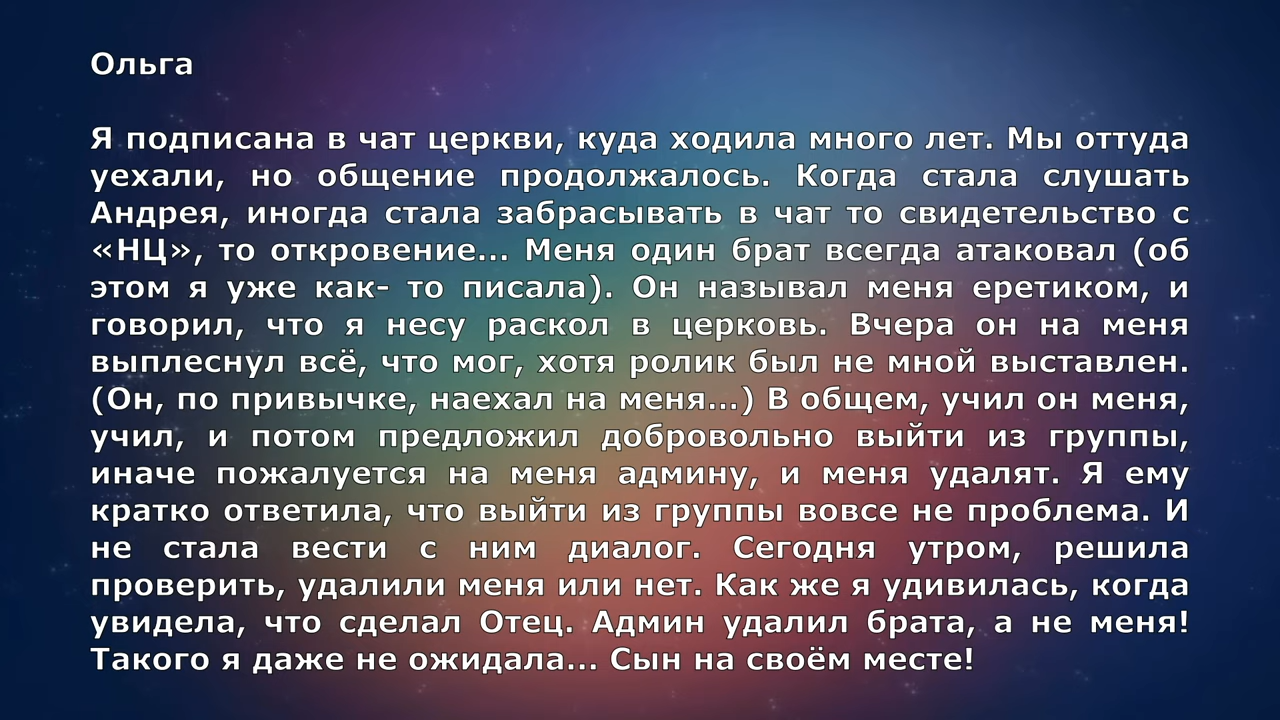 Ольга
Я подписана в чат церкви, куда ходила много лет. Мы оттуда
уехали, но общение продолжалось. Когда стала слушать
Андрея, иногда стала забрасывать в чат то свидетельство с
«НЦ», то откровение... Меня один брат всегда атаковал (об
этом я уже как- то писала). Он называл меня еретиком, и
говорил, что я несу раскол в церковь. Вчера он на меня
выплеснул всё, что мог, хотя ролик был не мной выставлен.
(Он, по привычке, наехал на меня...) В общем, учил он меня,
учил, и потом предложил добровольно выйти из группы,
иначе пожалуется на меня админу, и меня удалят. Я ему
кратко ответила, что выйти из группы вовсе не проблема. И
не стала вести с ним диалог. Сегодня утром, решила
проверить, удалили меня или нет. Как же я удивилась, когда
увидела, что сделал Отец. Админ удалил брата, а не меня!
Такого я даже не ожидала... Сын на своём месте!